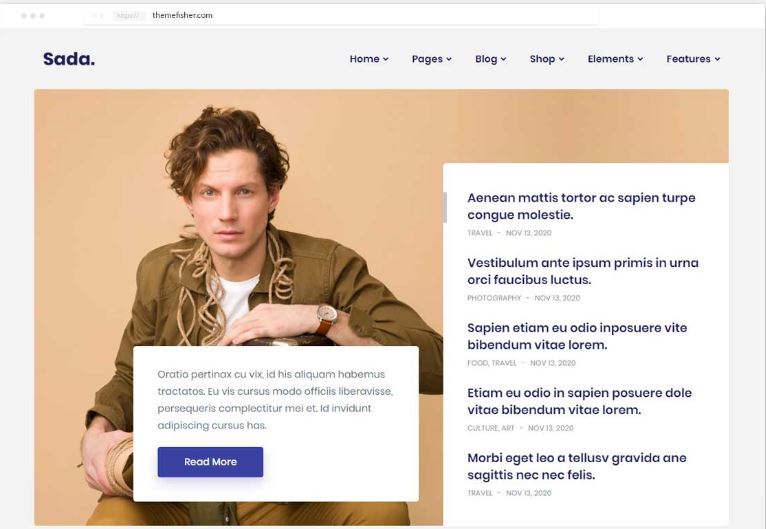 https://
themefisher.com
Sada.
Home Pages Blog Shop Elements Features
Aenean mattis tortor ac sapien turpe
congue molestie.
TRAVEL - NOV 13, 2020
Vestibulum ante ipsum primis in urna
orci faucibus luctus.
PHOTOGRAPHY - NOV 13, 2020
Sapien etiam eu odio inposuere vite
bibendum vitae lorem.
FOOD, TRAVEL - NOV 13, 2020
Etiam eu odio in sapien posuere dole
vitae bibendum vitae lorem.
CULTURE, ART - NOV 13, 2020
Morbi eget leo a tellusv gravida ane
sagittis nec nec felis.
TRAVEL - NOV 13, 2020
Oratio pertinax cu vix, id his aliquam habemus
tractatos. Eu vis cursus modo officiis liberavisse,
persequeris complectitur mei et. Id invidunt
adipiscing cursus has.
Read More